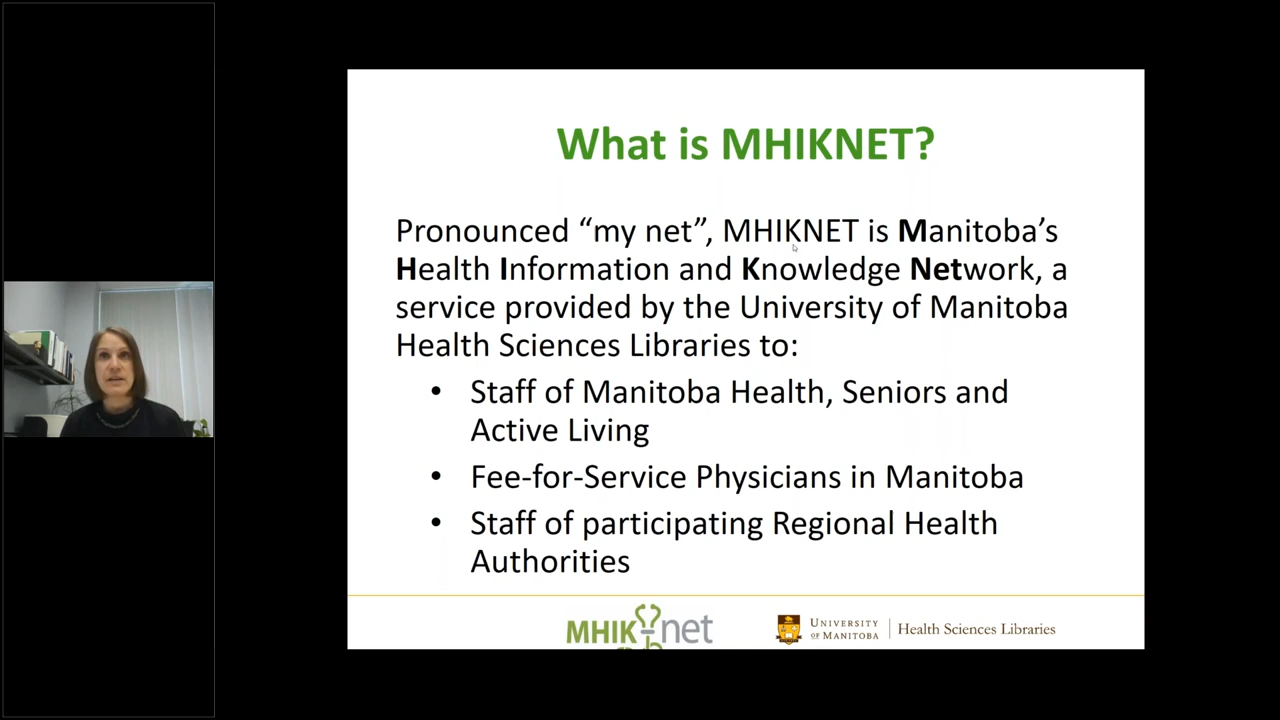 What is MHIKNET?
Pronounced “my net”, MHIKNET is Manitoba’s
Health Information and Knowledge Network, a
service provided by the University of Manitoba
Health Sciences Libraries to:
• Staff of Manitoba Health, Seniors and
Active Living
• Fee-for-Service Physicians in Manitoba
• Staff of participating Regional Health
Authorities
MHIK-net
UNIVERSITY
OF MANITOBA
Health Sciences Libraries